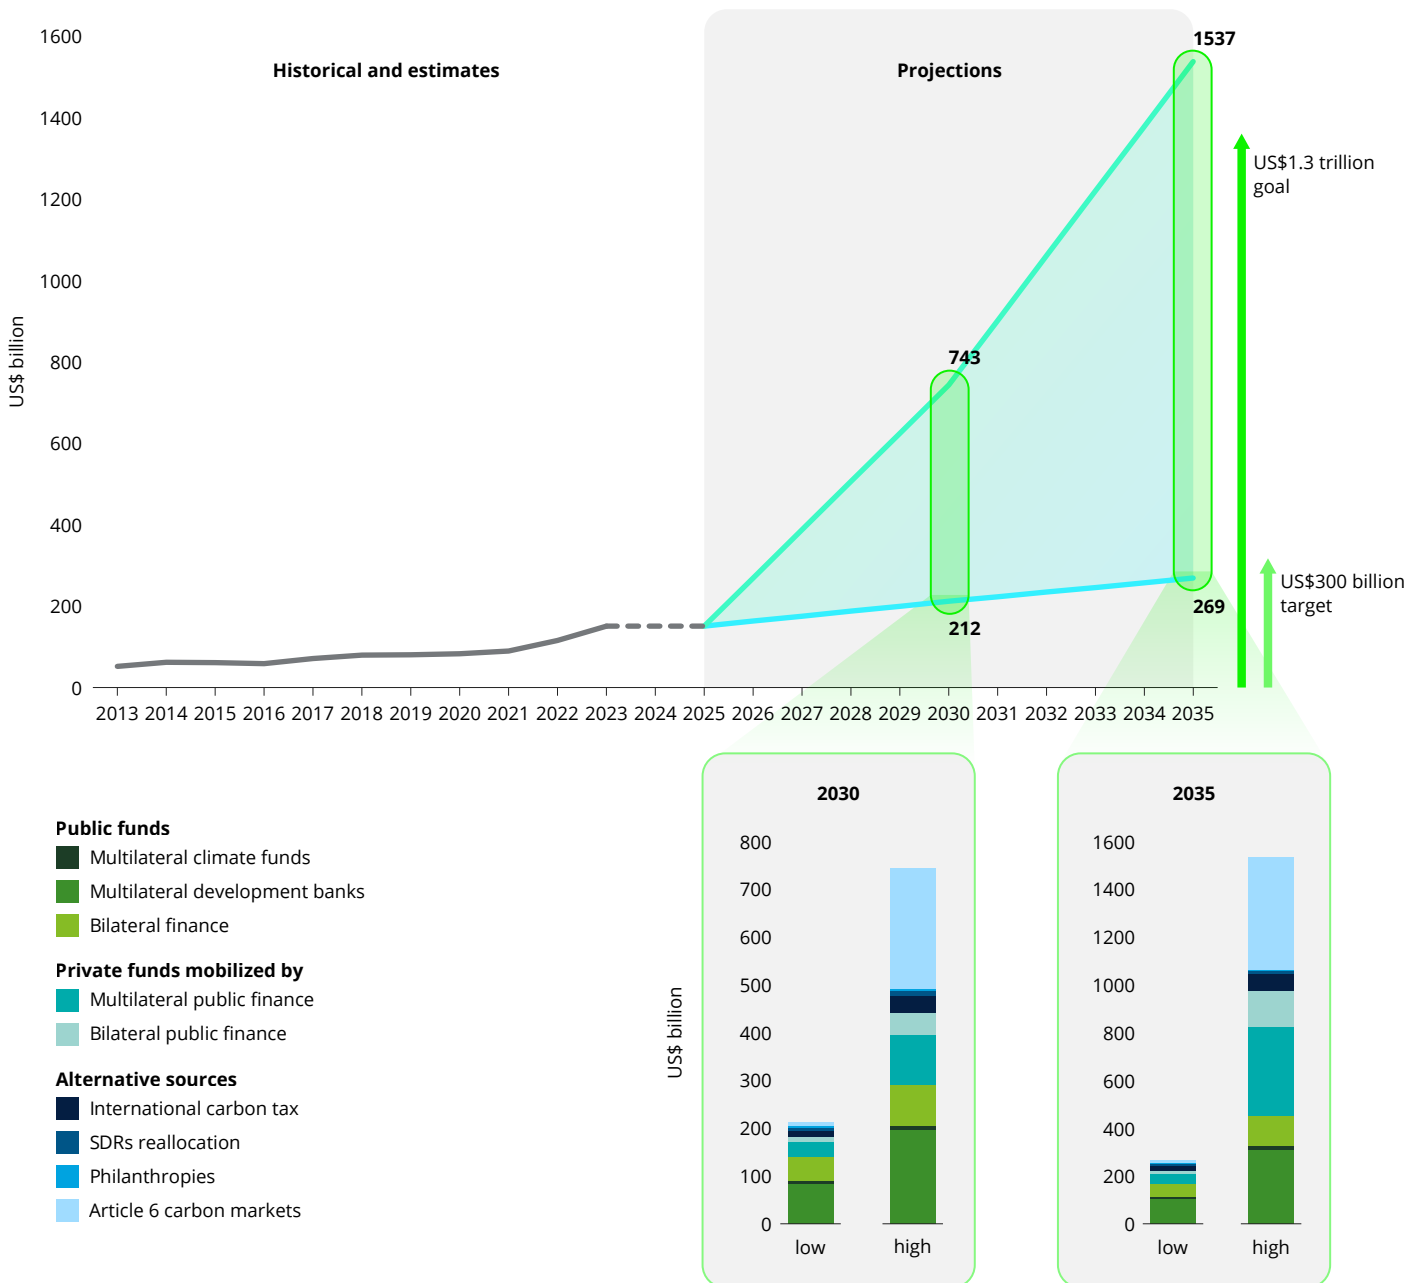 1600
1400
1200
1000
800
600
400
200
0
US$ billion
Historical and estimates
Projections
1537
743
212
269
US$1.3 trillion
goal
US$300 billion
target
2013 2014 2015 2016 2017 2018 2019 2020 2021 2022 2023 2024 2025 2026 2027 2028 2029 2030 2031 2032 2033 2034 2035
Public funds
Multilateral climate funds
Multilateral development banks
Bilateral finance
Private funds mobilized by
Multilateral public finance
Bilateral public finance
Alternative sources
International carbon tax
SDRs reallocation
Philanthropies
Article 6 carbon markets
US$ billion
2030
800
700
600
500
400
300
200
100
0
low high
2035
1600
1400
1200
1000
800
600
400
200
0
low high